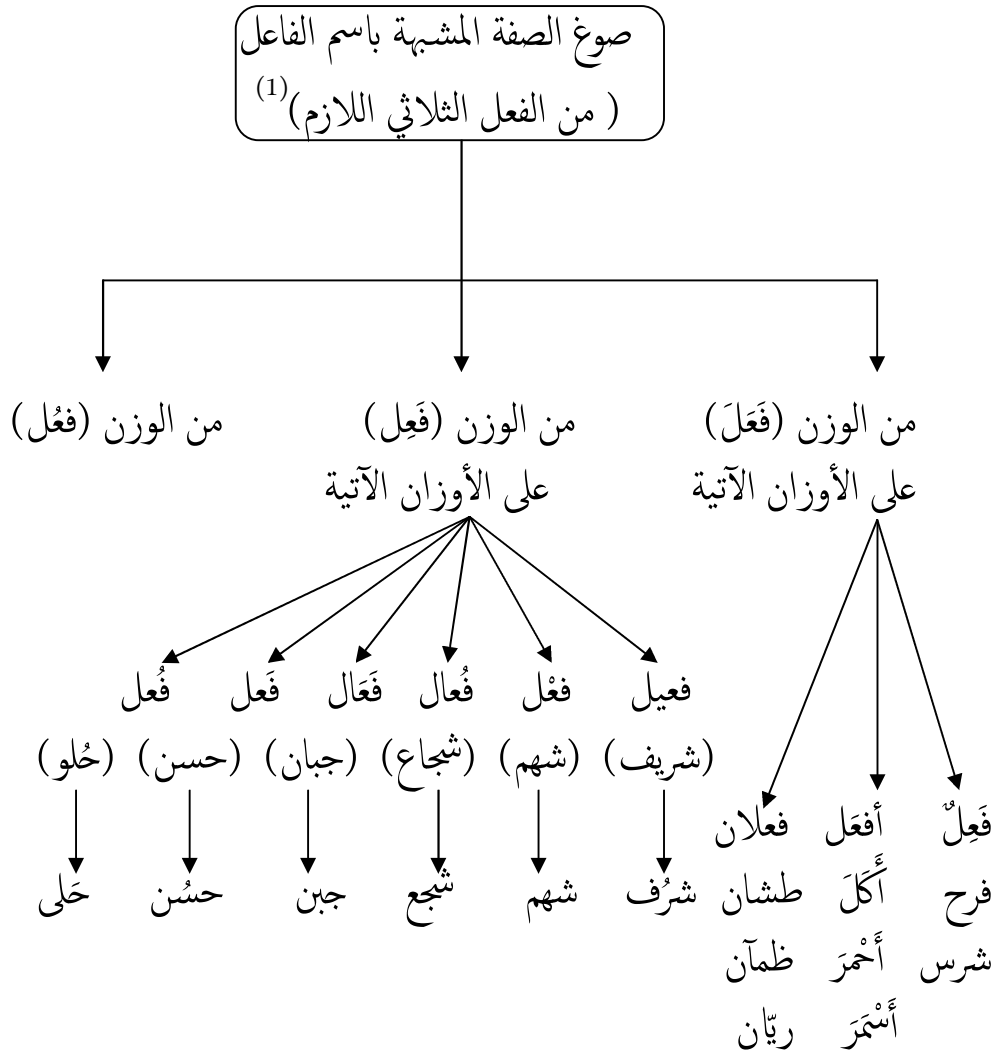 صوغ الصفة المشبهة باسم الفاعل
( من الفعل الثلاثي اللازم)(1)
من الوزن (فَعَلَ) من الوزن (فَعِل) من الوزن (فعُل)
على الأوزان الآتية على الأوزان الآتية
فعيل فعْل فُعال فَعَال فَعل فُعل
(شريف) (شهم) (شجاع) (جبان) (حسن) (حُلو)
فَعِلٌ أفعَل فعلان
شرُف شهم شجع جبن حسُن حَلى
فرح أَكَلَ طشان
شرس أَحْمَرَ ظمآن
أَسْمَرَ ريّان